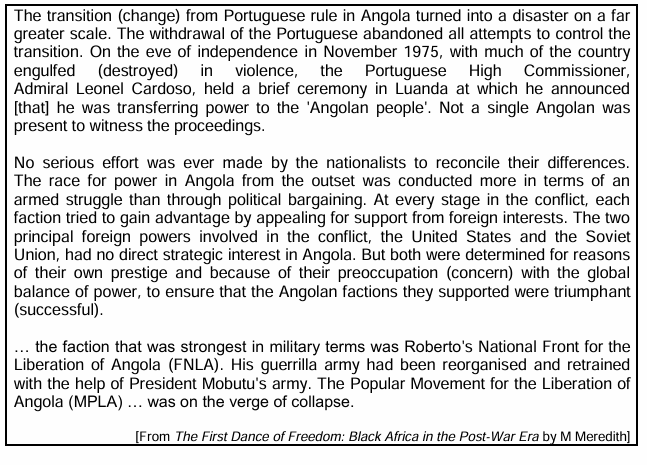 The transition (change) from Portuguese rule in Angola turned into a disaster on a far
greater scale. The withdrawal of the Portuguese abandoned all attempts to control the
transition. On the eve of independence in November 1975, with much of the country
engulfed (destroyed) in violence, the Portuguese High Commissioner,
Admiral Leonel Cardoso, held a brief ceremony in Luanda at which he announced
[that] he was transferring power to the 'Angolan people'. Not a single Angolan was
present to witness the proceedings.
No serious effort was ever made by the nationalists to reconcile their differences.
The race for power in Angola from the outset was conducted more in terms of an
armed struggle than through political bargaining. At every stage in the conflict, each
faction tried to gain advantage by appealing for support from foreign interests. The two
principal foreign powers involved in the conflict, the United States and the Soviet
Union, had no direct strategic interest in Angola. But both were determined for reasons
of their own prestige and because of their preoccupation (concern) with the global
balance of power, to ensure that the Angolan factions they supported were triumphant
(successful).
… the faction that was strongest in military terms was Roberto's National Front for the
Liberation of Angola (FNLA). His guerrilla army had been reorganised and retrained
with the help of President Mobutu's army. The Popular Movement for the Liberation of
Angola (MPLA) … was on the verge of collapse.
[From The First Dance of Freedom: Black Africa in the Post-War Era by M Meredith]